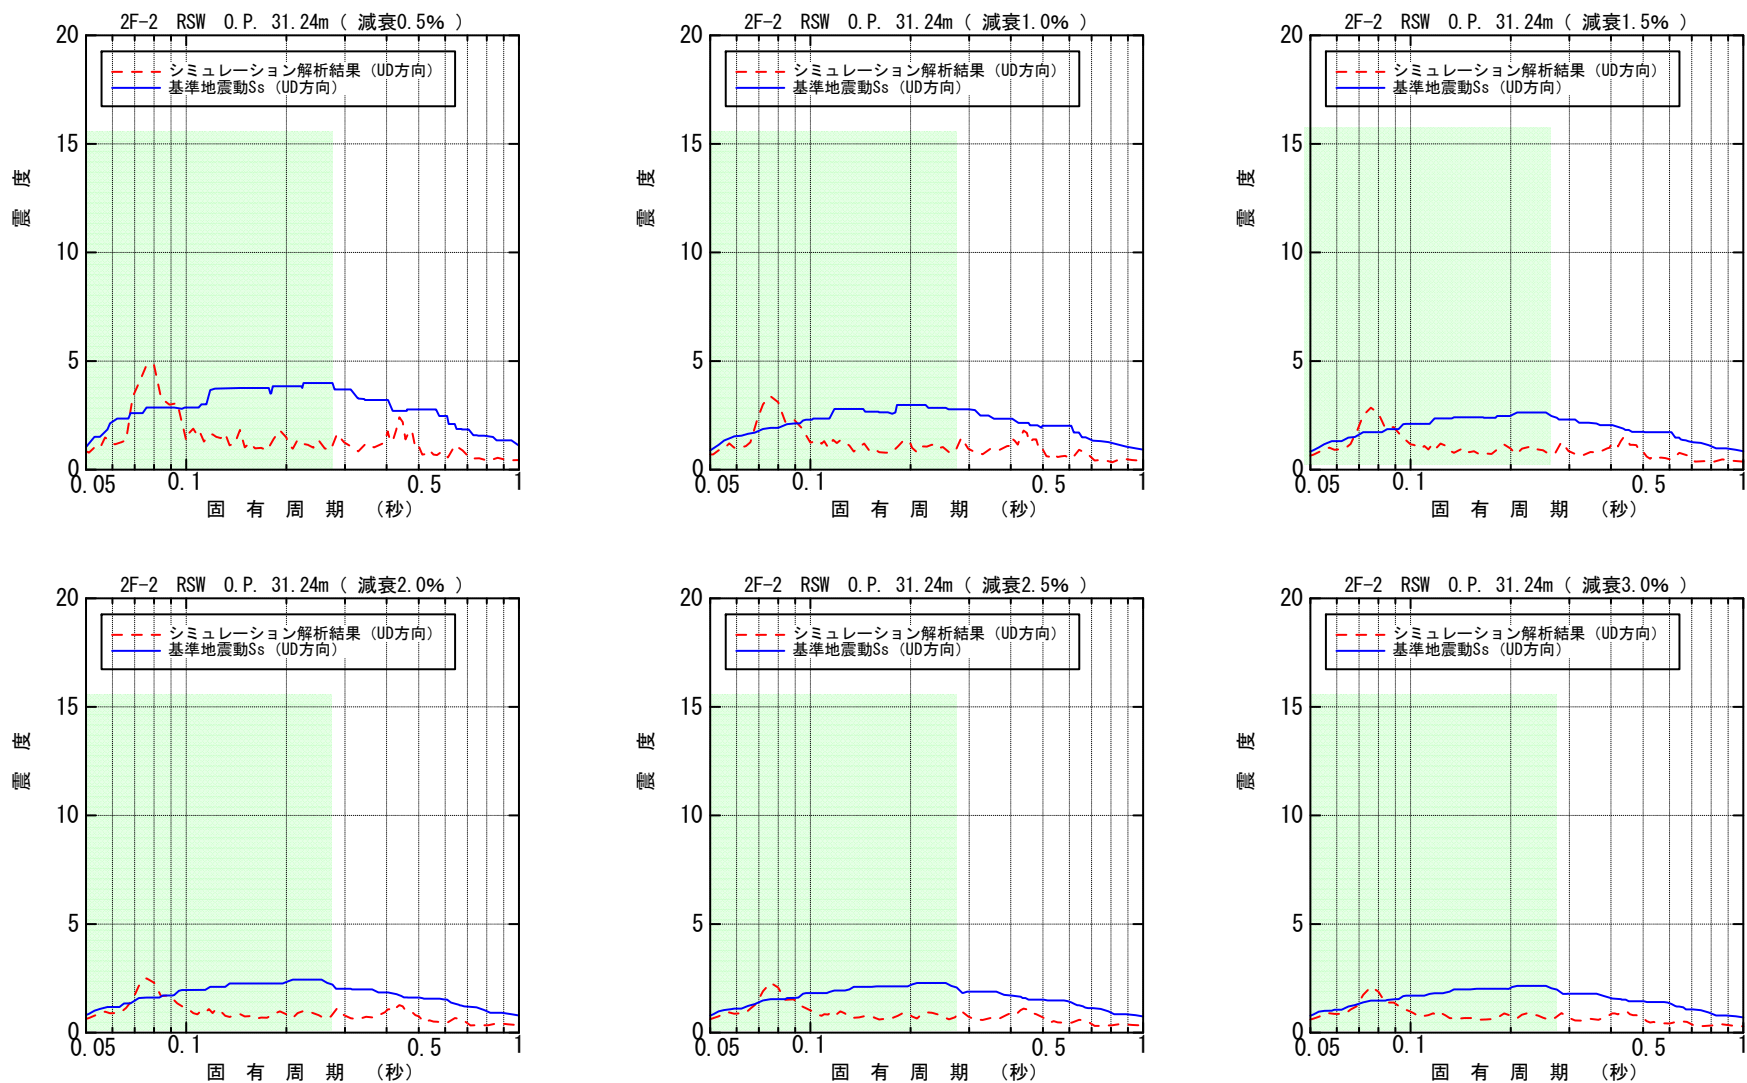 2F-2 RSW O.P. 31.24m ( 減衰0.5% )
20
シミュレーション解析結果 (UD方向)
基準地震動Ss (UD方向)
15
震度
10
5
0
0.05 0.1 0.5 1
固有周期 (秒)
2F-2 RSW O.P. 31.24m ( 減衰1.0% )
20
シミュレーション解析結果 (UD方向)
基準地震動Ss (UD方向)
15
震度
10
5
0
0.05 0.1 0.5 1
固有周期 (秒)
2F-2 RSW O.P. 31.24m ( 減衰1.5% )
20
シミュレーション解析結果 (UD方向)
基準地震動Ss (UD方向)
15
震度
10
5
0
0.05 0.1 0.5 1
固有周期 (秒)
2F-2 RSW O.P. 31.24m ( 減衰2.0% )
20
シミュレーション解析結果 (UD方向)
基準地震動Ss (UD方向)
15
震度
10
5
0
0.05 0.1 0.5 1
固有周期 (秒)
2F-2 RSW O.P. 31.24m ( 減衰2.5% )
20
シミュレーション解析結果 (UD方向)
基準地震動Ss (UD方向)
15
震度
10
5
0
0.05 0.1 0.5 1
固有周期 (秒)
2F-2 RSW O.P. 31.24m ( 減衰3.0% )
20
シミュレーション解析結果 (UD方向)
基準地震動Ss (UD方向)
15
震度
10
5
0
0.05 0.1 0.5 1
固有周期 (秒)